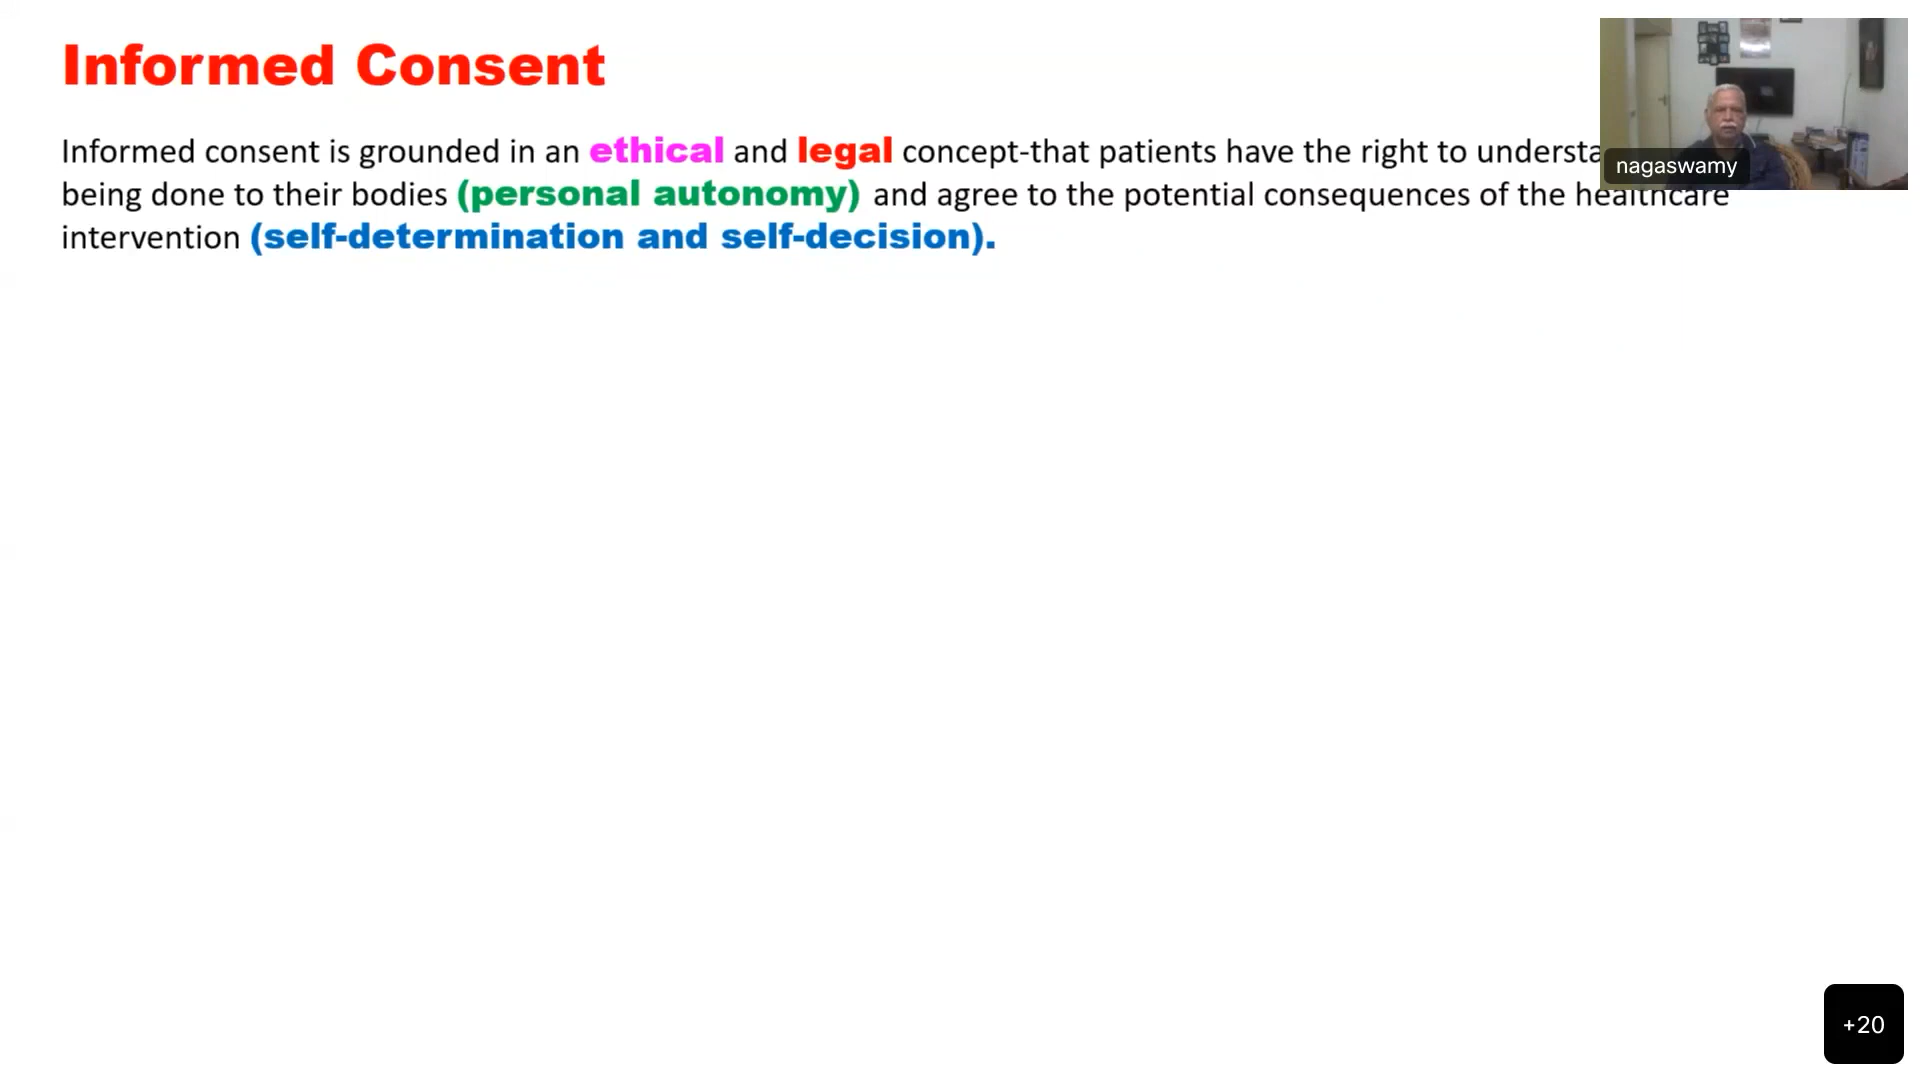 Informed Consent
Informed consent is grounded in an ethical and legal concept-that patients have the right to understa
being done to their bodies (personal autonomy) and agree to the potential consequences of the healthcare
intervention (self-determination and self-decision).
nagaswamy
+20